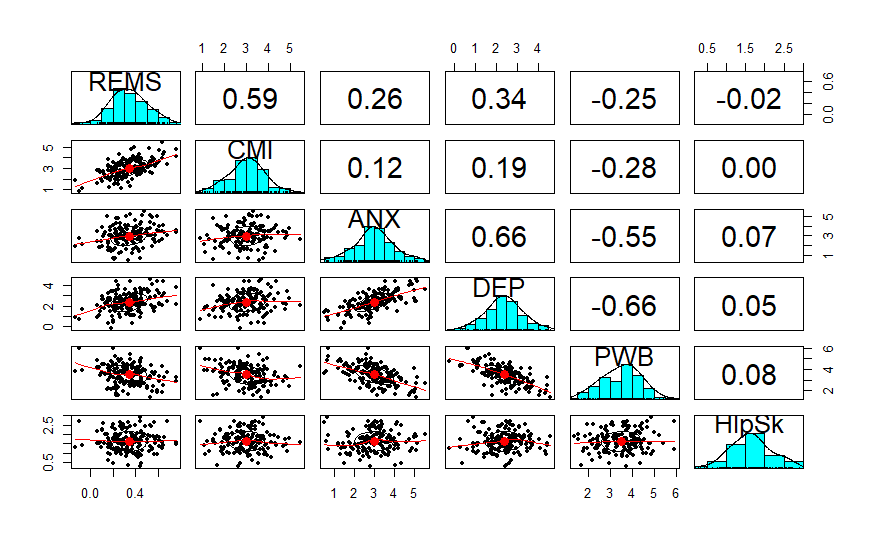 1 2 3 4 5 0 1 2 3 4 0.5 1.5 2.5
REMS 0.59 0.26 0.34 -0.25 -0.02 0.0 0.6
1 3 5 CMI 0.12 0.19 -0.28 0.00
ANX 0.66 -0.55 0.07 1 3 5
0 2 4 DEP -0.66 0.05
PWB 0.08 2 4 6
0.5 2.5 HlpSk
0.0 0.4 1 2 3 4 5 2 3 4 5 6